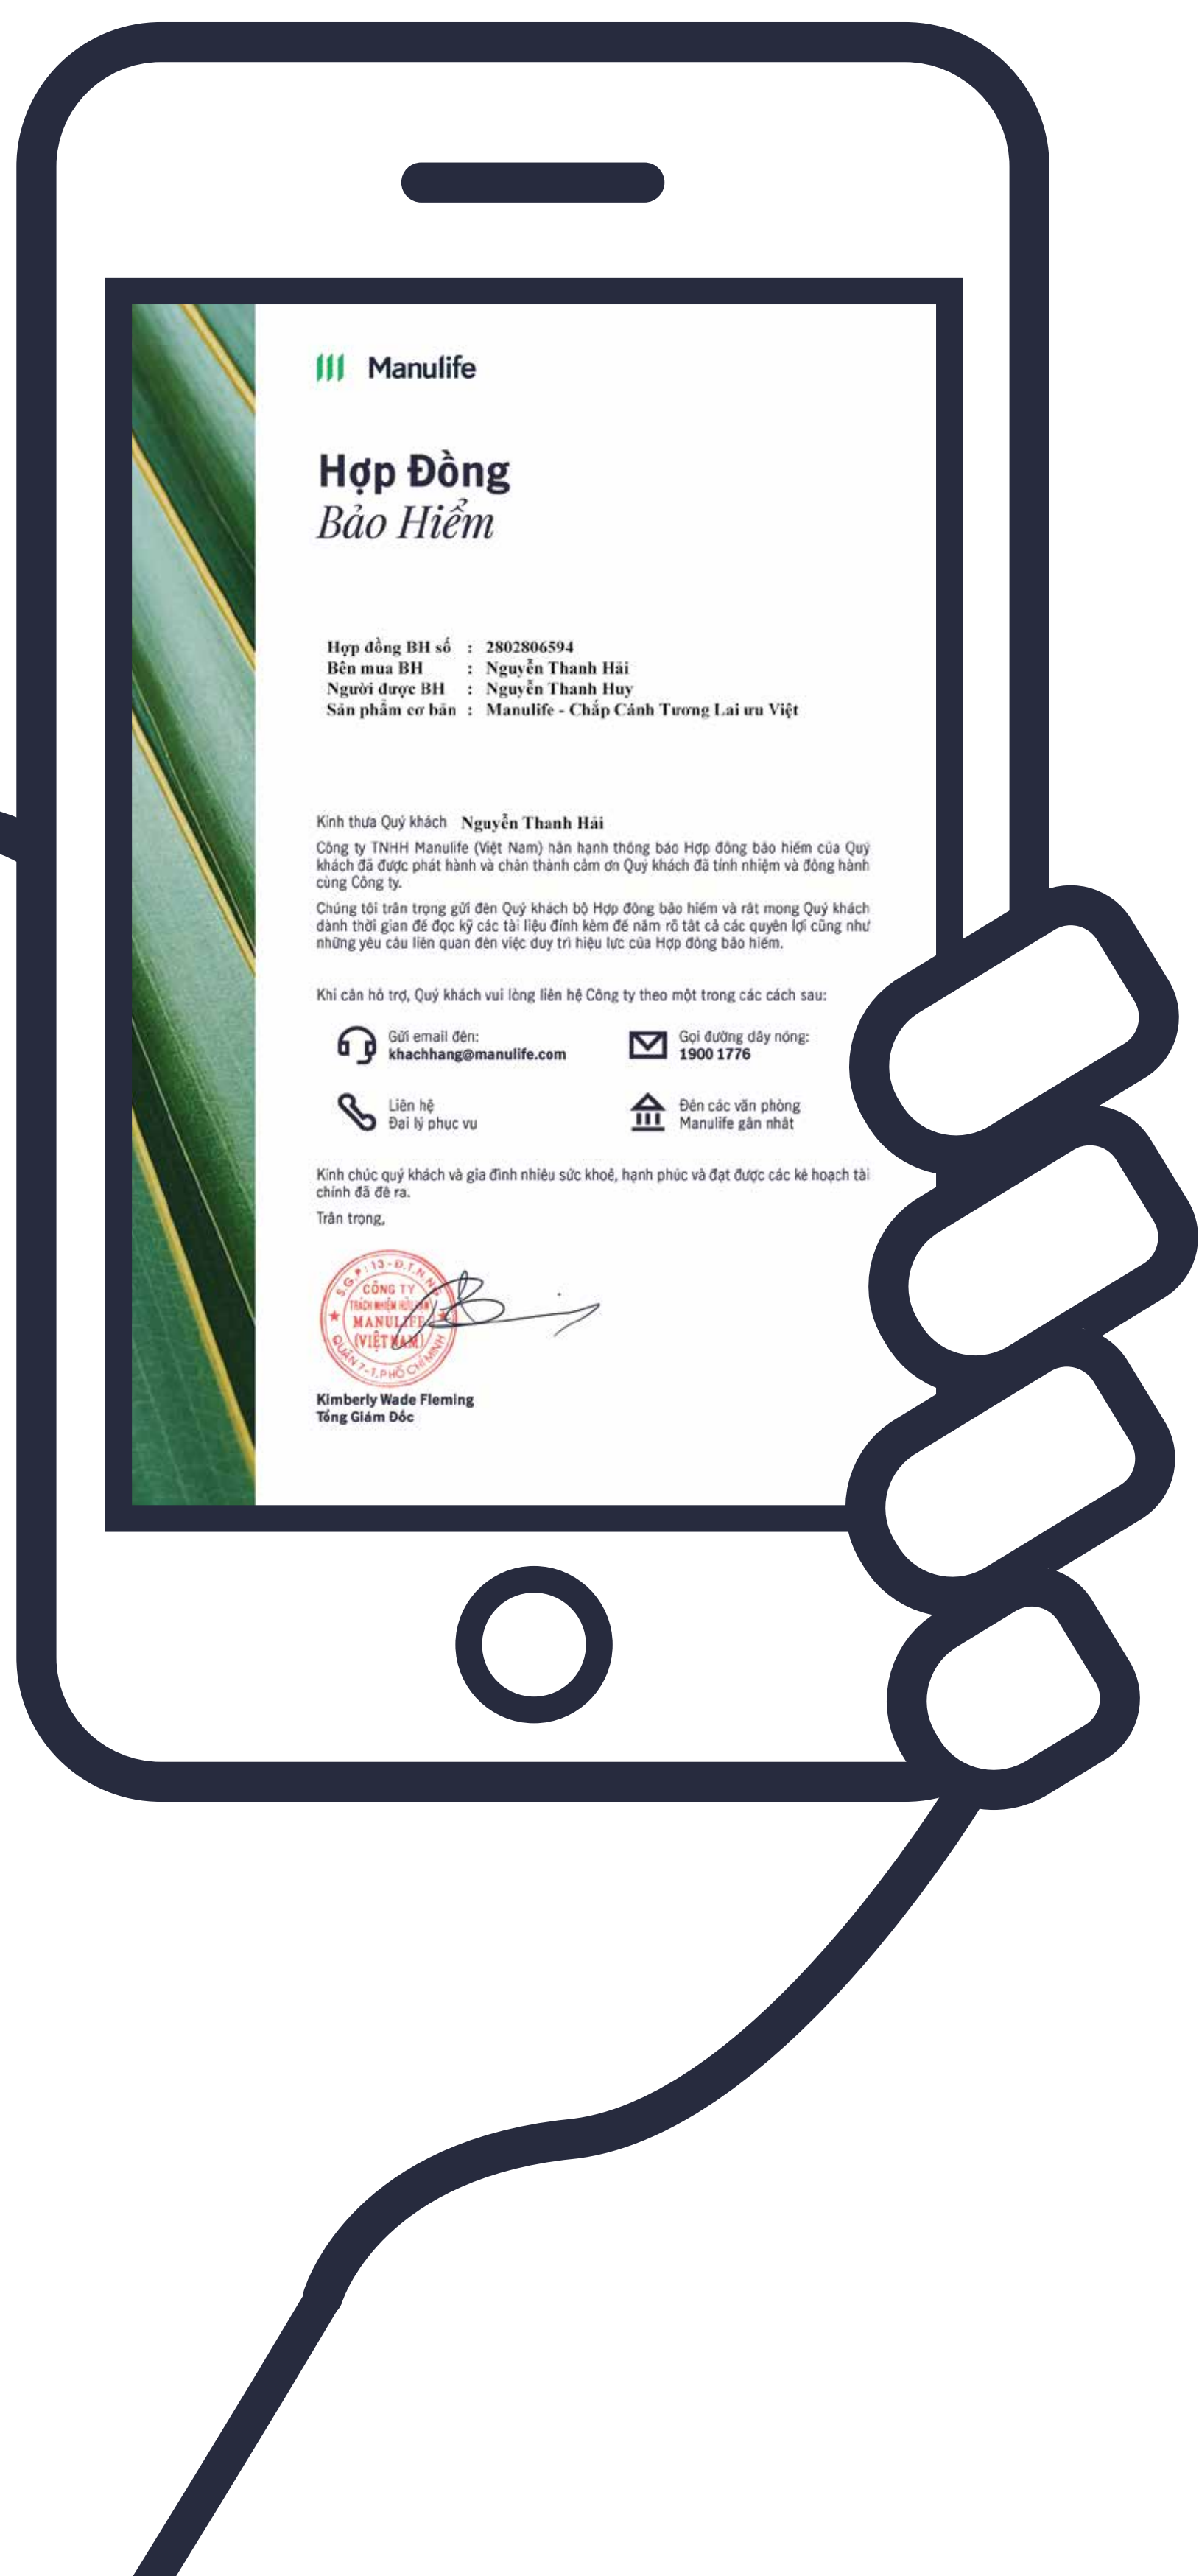 Manulife
Hợp Đồng
Bảo Hiểm
Hợp đồng BH số : 2802806594
Bên mua BH : Nguyễn Thanh Hải
Người được BH : Nguyễn Thanh Huy
Sản phẩm cơ bản : Manulife - Chắp Cánh Tương Lai ưu Việt
Kính thưa Quý khách Nguyễn Thanh Hải
Công ty TNHH Manulife (Việt Nam) hân hạnh thông báo Hợp đồng bảo hiểm của Quý
khách đã được phát hành và chân thành cảm ơn Quý khách đã tính nhiệm và đồng hành
cùng Công ty.
Chúng tôi trân trọng gửi đến Quý khách bộ Hợp đồng bảo hiểm và rất mong Quý khách
dành thời gian để đọc kỹ các tài liệu đính kèm để nắm rõ tất cả các quyền lợi cũng như
những yêu cầu liên quan đến việc duy trì hiệu lực của Hợp đồng bảo hiểm.
Khi cần hỗ trợ, Quý khách vui lòng liên hệ Công ty theo một trong các cách sau:
Gửi email đến:
khachhang@manulife.com
Gọi đường dây nóng:
1900 1776
Liên hệ
Đại lý phục vụ
Đến các văn phòng
Manulife gần nhất
Kính chúc quý khách và gia đình nhiều sức khoẻ, hạnh phúc và đạt được các kế hoạch tài
chính đã đề ra.
Trân trọng,
S.G.P: 13-Đ.T.N.N
CÔNG TY
TRÁCH NHIỆM HỮU HẠN
MANULIFE
(VIỆT NAM)
QUẬN 7-T.PHỐ CHÍ MINH
Kimberly Wade Fleming
Tổng Giám Đốc